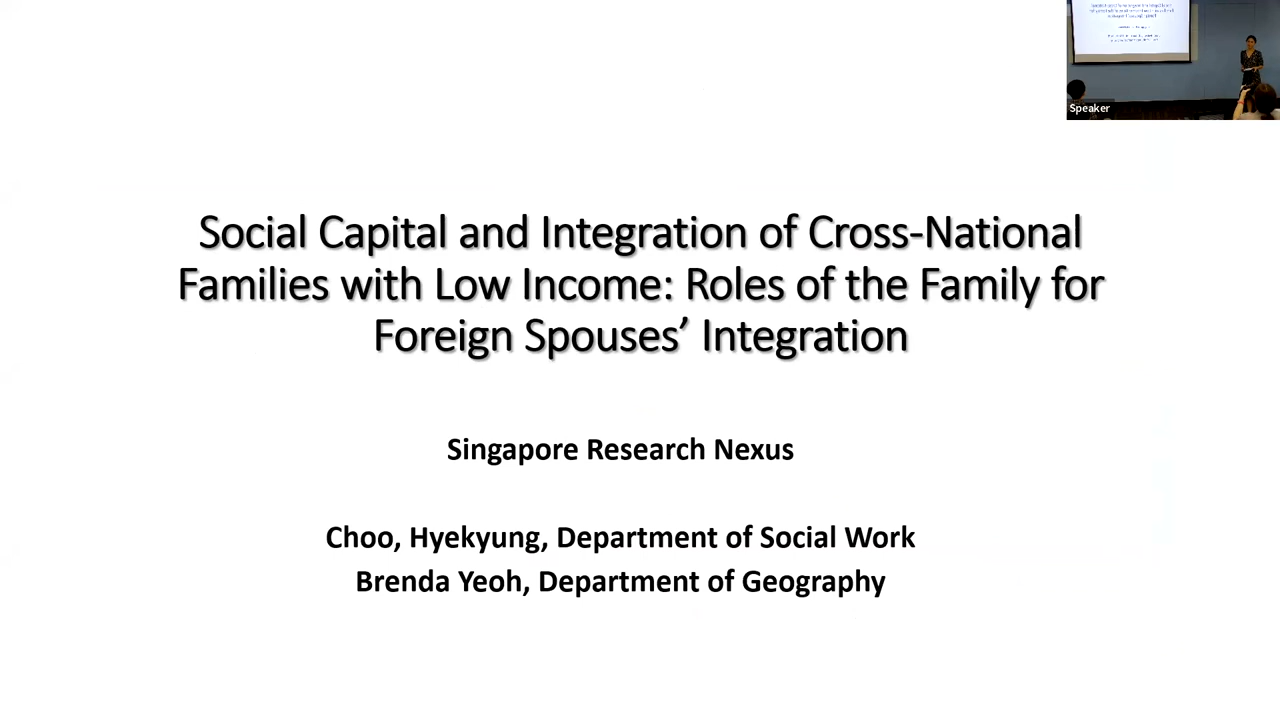 Speaker
Social Capital and Integration of Cross-National
Families with Low Income: Roles of the Family for
Foreign Spouses’ Integration
Singapore Research Nexus
Choo, Hyekyung, Department of Social Work
Brenda Yeoh, Department of Geography